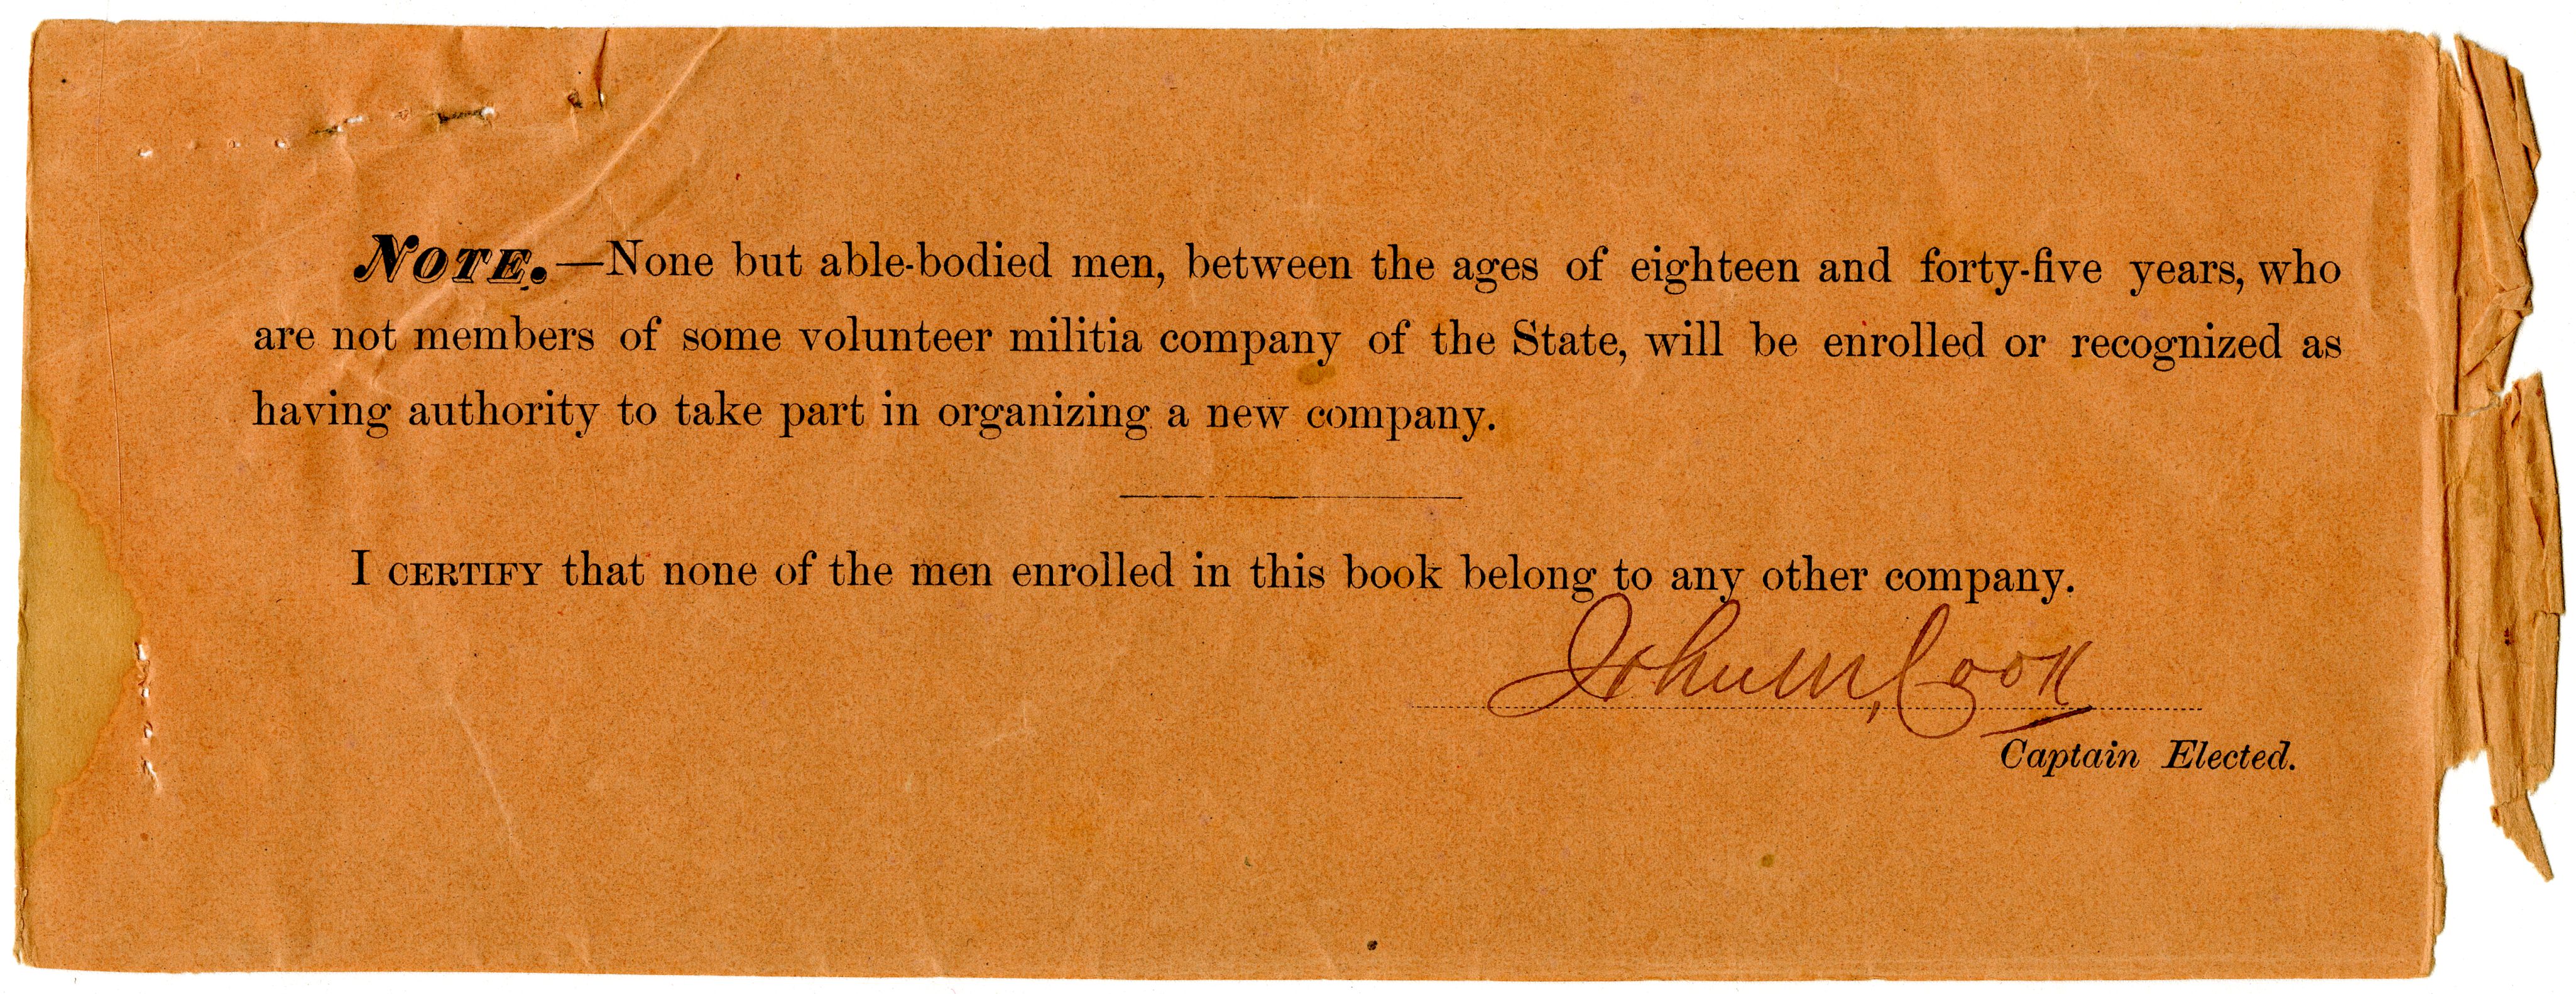 NOTE.—None but able-bodied men, between the ages of eighteen and forty-five years, who
are not members of some volunteer militia company of the State, will be enrolled or recognized as
having authority to take part in organizing a new company.
I CERTIFY that none of the men enrolled in this book belong to any other company.
John M, Cook
Captain Elected.